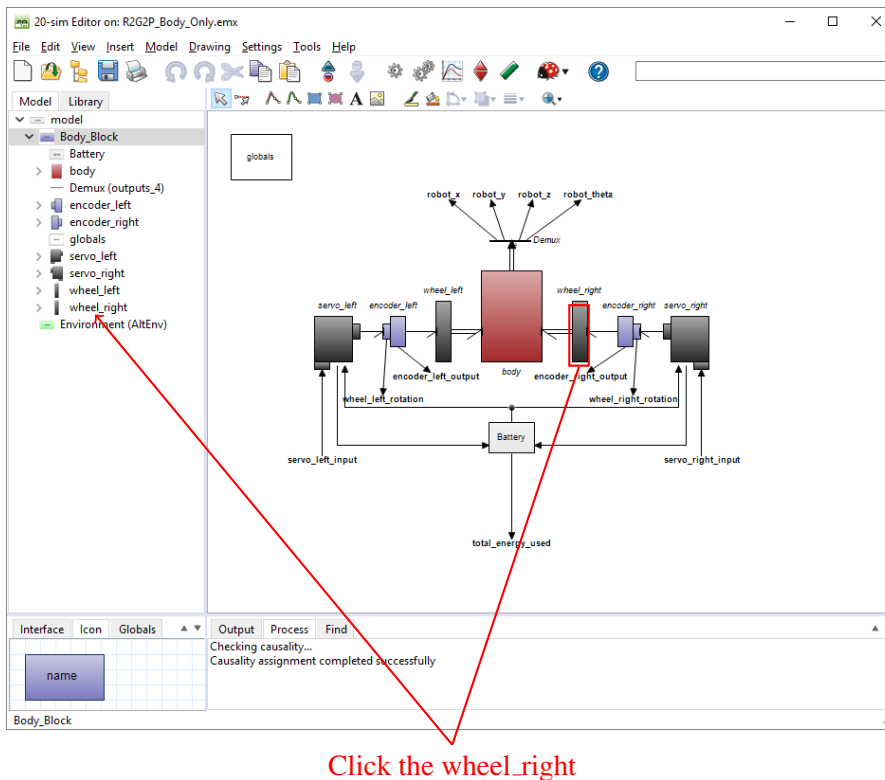 20-sim Editor on: R2G2P_Body_Only.emx
File Edit View Insert Model Drawing Settings Tools Help
Model Library
model
Body_Block
Battery
body
Demux (outputs_4)
encoder_left
encoder_right
globals
servo_left
servo_right
wheel_left
wheel_right
Environment (AltEnv)
globals
robot_x robot_y robot_z robot_theta
Demux
wheel_left wheel_right
servo_left encoder_left encoder_right servo_right
body
encoder_left_output encoder_right_output
wheel_left_rotation wheel_right_rotation
Battery
servo_left_input servo_right_input
total_energy_used
Interface Icon Globals
Output Process Find
Checking causality...
Causality assignment completed successfully
name
Body_Block
Click the wheel_right